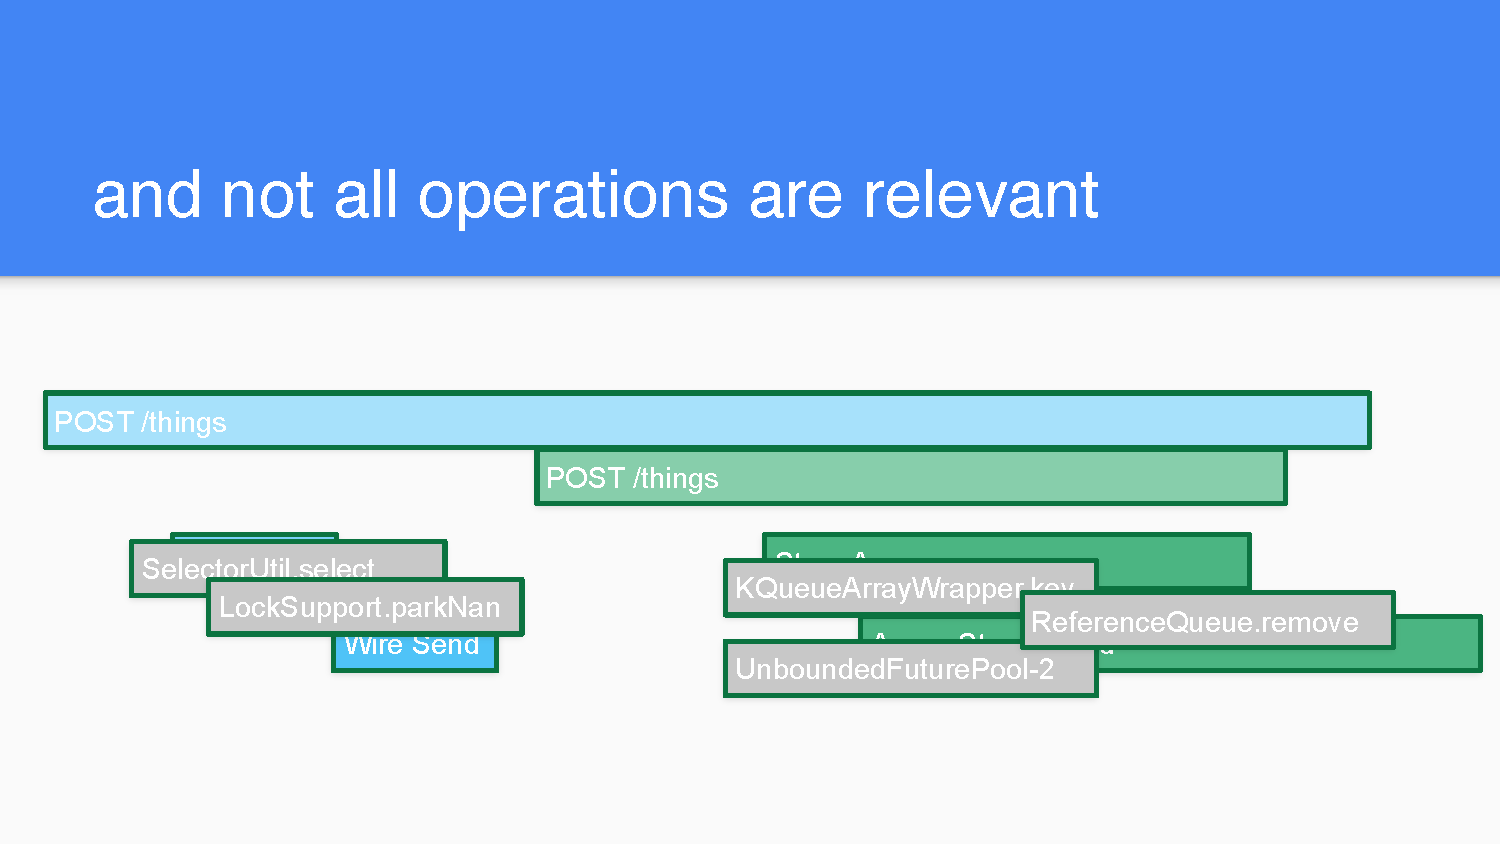 and not all operations are relevant
POST /things
POST /things
SelectorUtil.select
KQueueArrayWrapper.key
LockSupport.parkNan
ReferenceQueue.remove
Wire Send
UnboundedFuturePool-2